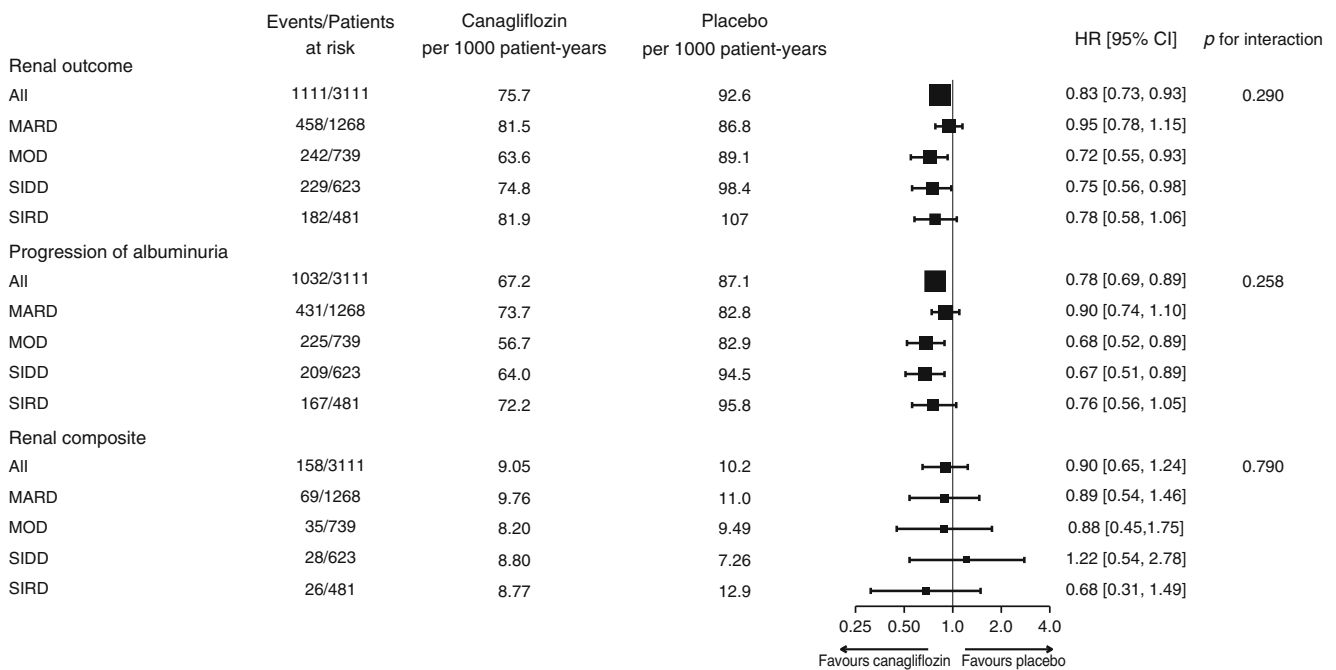 Events/Patients Canagliflozin Placebo
at risk per 1000 patient-years per 1000 patient-years HR [95% CI] p for interaction
Renal outcome
All 1111/3111 75.7 92.6 0.83 [0.73, 0.93] 0.290
MARD 458/1268 81.5 86.8 0.95 [0.78, 1.15]
MOD 242/739 63.6 89.1 0.72 [0.55, 0.93]
SIDD 229/623 74.8 98.4 0.75 [0.56, 0.98]
SIRD 182/481 81.9 107 0.78 [0.58, 1.06]
Progression of albuminuria
All 1032/3111 67.2 87.1 0.78 [0.69, 0.89] 0.258
MARD 431/1268 73.7 82.8 0.90 [0.74, 1.10]
MOD 225/739 56.7 82.9 0.68 [0.52, 0.89]
SIDD 209/623 64.0 94.5 0.67 [0.51, 0.89]
SIRD 167/481 72.2 95.8 0.76 [0.56, 1.05]
Renal composite
All 158/3111 9.05 10.2 0.90 [0.65, 1.24] 0.790
MARD 69/1268 9.76 11.0 0.89 [0.54, 1.46]
MOD 35/739 8.20 9.49 0.88 [0.45,1.75]
SIDD 28/623 8.80 7.26 1.22 [0.54, 2.78]
SIRD 26/481 8.77 12.9 0.68 [0.31, 1.49]
0.25 0.50 1.0 2.0 4.0
Favours canagliflozin Favours placebo